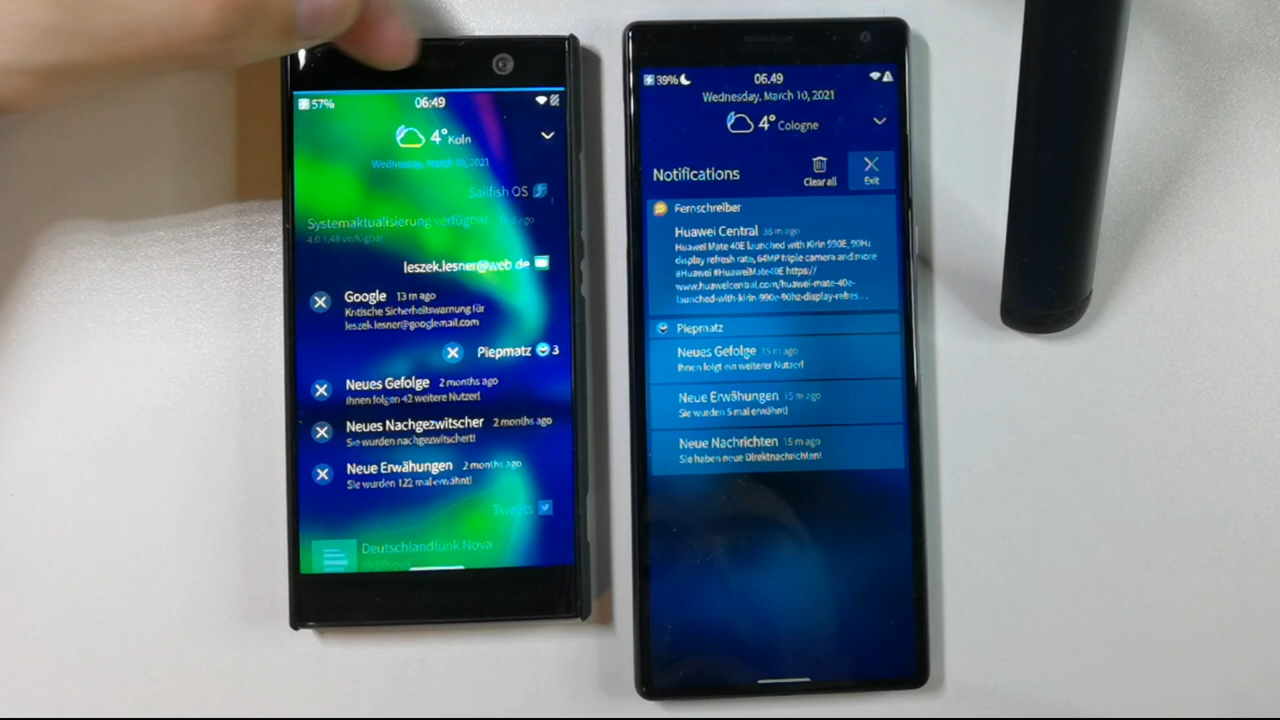 57%
06:49
4° Koln
Wednesday, March 10, 2021
Sailfish OS
Systemaktualisierung verfügbar
4.0.1.48 verfügbar
leszek.lesner@web.de
Google 13 m ago
Kritische Sicherheitswarnung für
leszek.lesner@googlemail.com
Piepmatz 3
Neues Gefolge 2 months ago
Ihnen folgen 42 weitere Nutzer!
Neues Nachgezwitscher 2 months ago
Sie wurden nachgezwitschert!
Neue Erwähungen 2 months ago
Sie wurden 122 mal erwähnt!
Tweets
Deutschlandfunk Nova
39%
06.49
Wednesday, March 10, 2021
4° Cologne
Notifications
Clear all
Exit
Fernschreiber
Huawei Central 36 m ago
Huawei Mate 40E launched with Kirin 990E, 90Hz
display refresh rate, 64MP triple camera and more
#Huawei #HuaweiMate40E https://
www.huaweicentral.com/huawei-mate-40e-
launched-with-kirin-990e-90hz-display-refres...
Piepmatz
Neues Gefolge 15 m ago
Ihnen folgt ein weiterer Nutzer!
Neue Erwähungen 15 m ago
Sie wurden 5 mal erwähnt!
Neue Nachrichten 15 m ago
Sie haben neue Direktnachrichten!